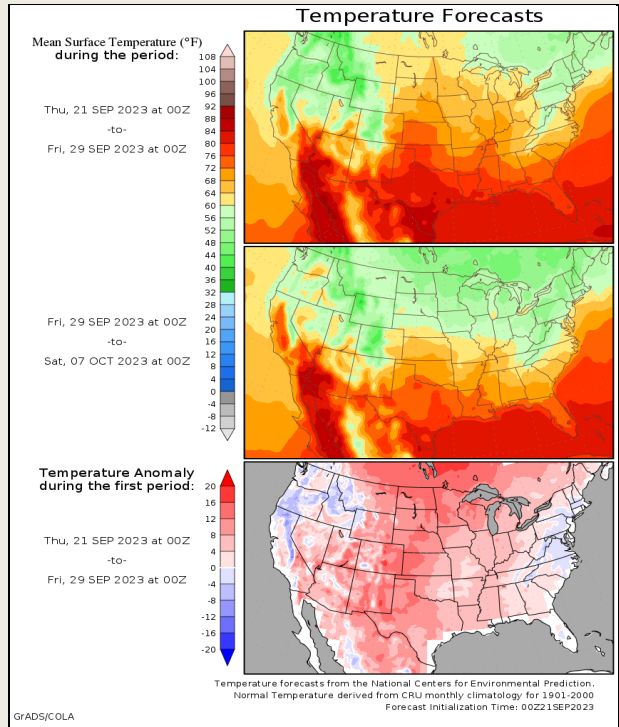 Temperature Forecasts
Mean Surface Temperature (°F)
during the period:
Thu, 21 SEP 2023 at 00Z
-to-
Fri, 29 SEP 2023 at 00Z
108
104
100
96
92
88
84
80
76
72
68
64
60
56
52
48
44
40
36
32
28
24
20
16
12
8
4
0
-4
-8
-12
Fri, 29 SEP 2023 at 00Z
-to-
Sat, 07 OCT 2023 at 00Z
Temperature Anomaly
during the first period:
Thu, 21 SEP 2023 at 00Z
-to-
Fri, 29 SEP 2023 at 00Z
20
16
12
8
4
0
-4
-8
-12
-16
-20
Temperature forecasts from the National Centers for Environmental Prediction.
Normal Temperature derived from CRU monthly climatology for 1901-2000
Forecast Initialization Time: 00Z21SEP2023
GrADS/COLA